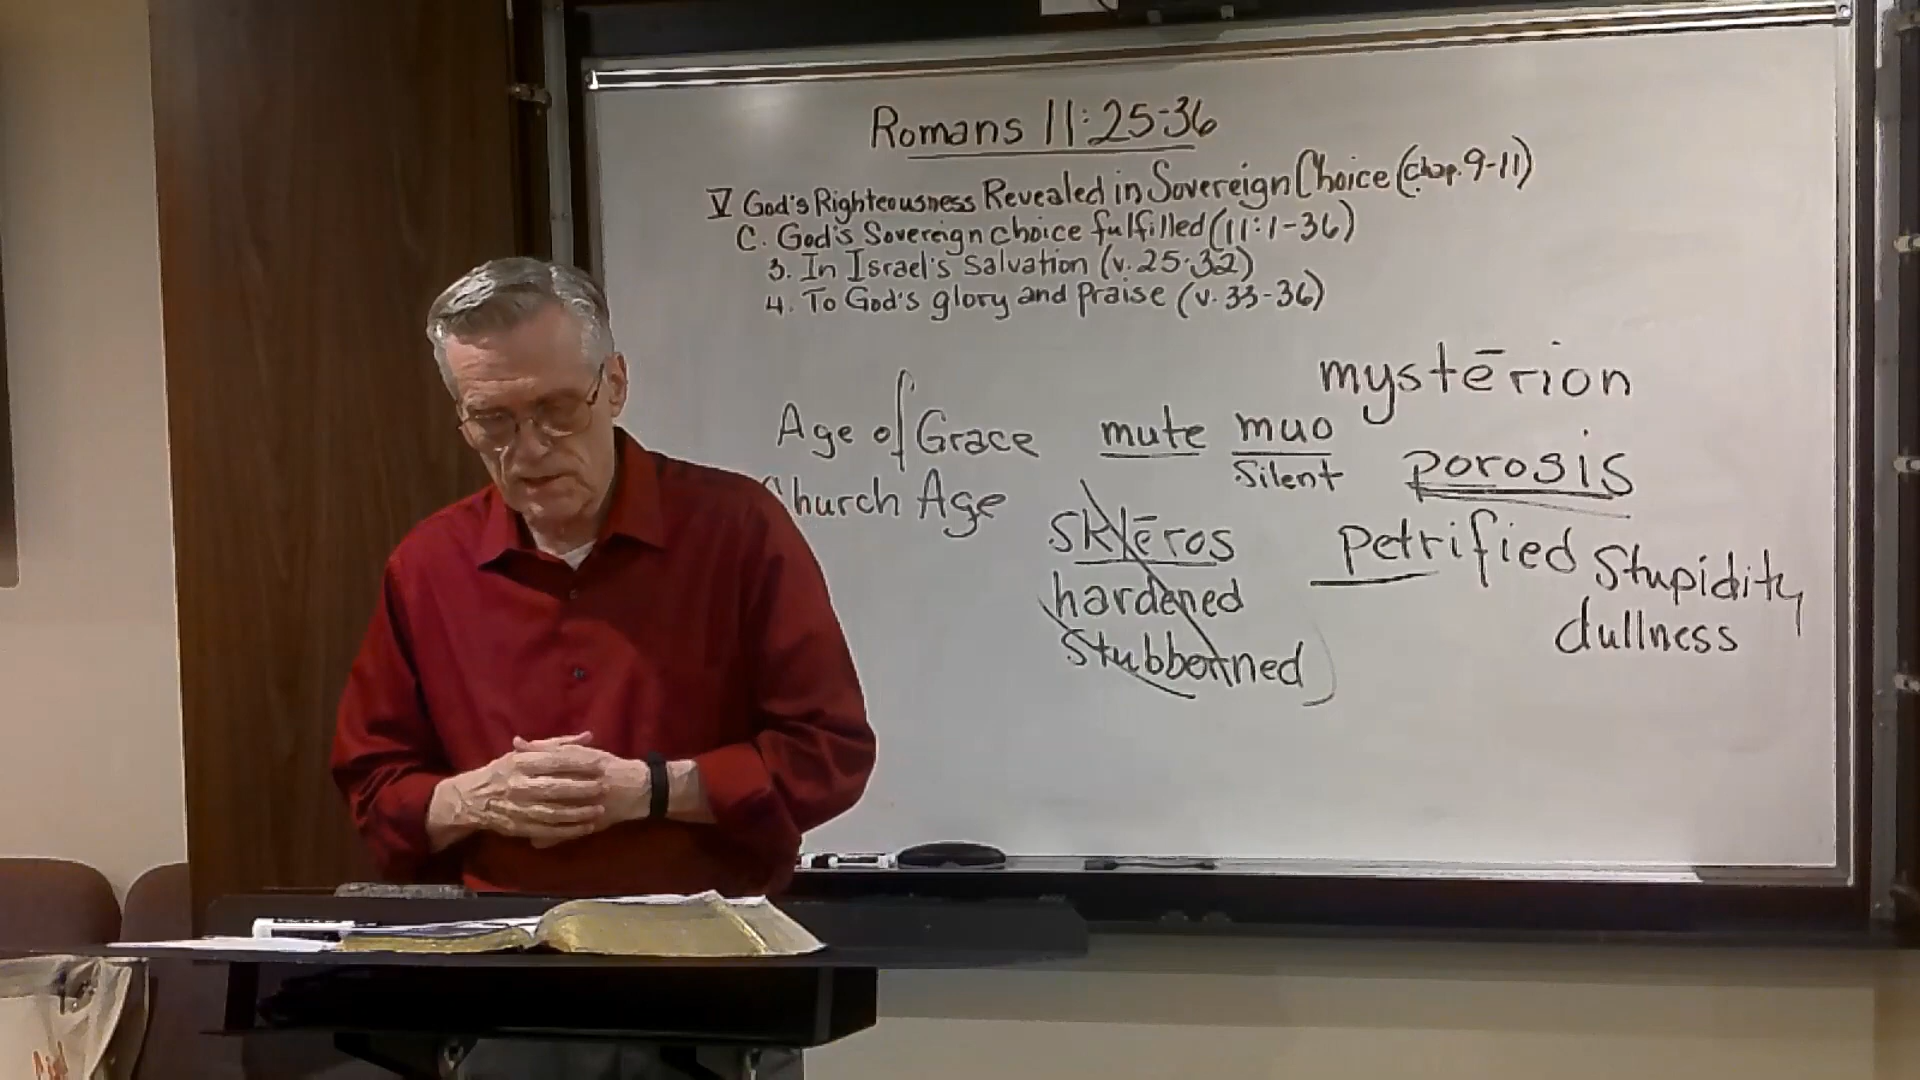 Romans 11:25-36
V God's Righteousness Revealed in Sovereign Choice (chap. 9-11)
C. God's Sovereign choice fulfilled (11:1-36)
3. In Israel's Salvation (v. 25-32)
4. To God's glory and Praise (v. 33-36)
mystērion
Age of Grace mute muo porosis
Silent
Church Age
sklēros petrified Stupidity
hardened dullness
Stubborned